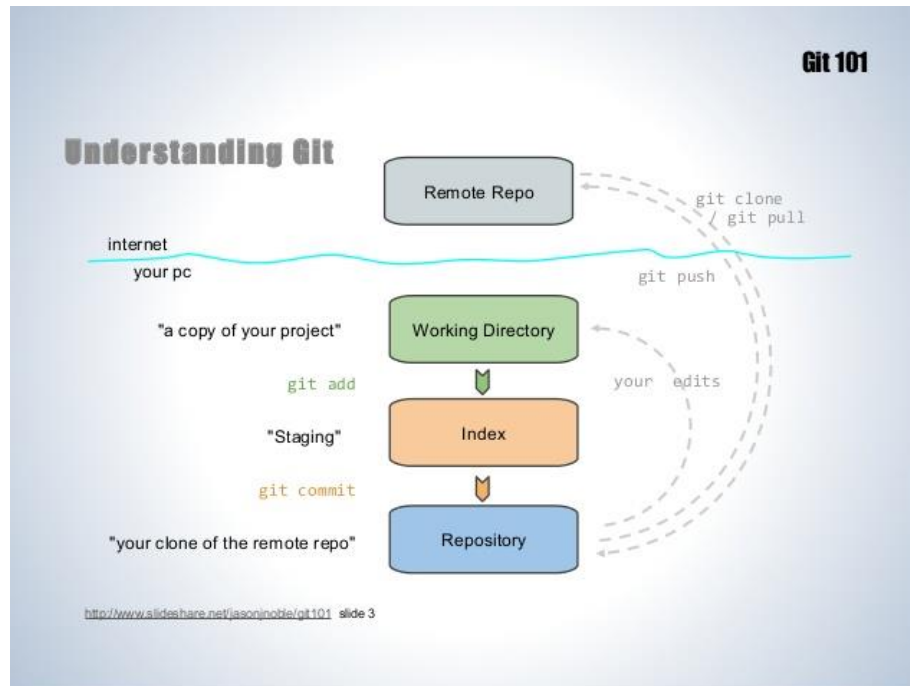 Git 101
Understanding Git
Remote Repo
git clone
/ git pull
internet
your pc
git push
"a copy of your project"
Working Directory
git add
your edits
"Staging"
Index
git commit
"your clone of the remote repo"
Repository
http://www.slideshare.net/jasonjnoble/git101 slide 3